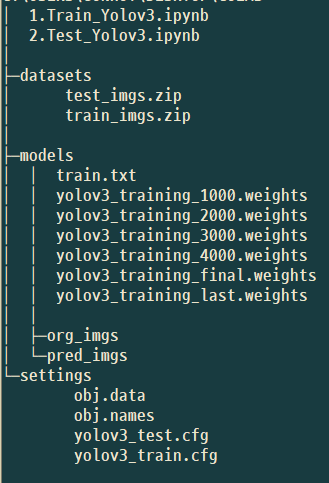 1.Train_Yolov3.ipynb
2.Test_Yolov3.ipynb
datasets
test_imgs.zip
train_imgs.zip
models
train.txt
yolov3_training_1000.weights
yolov3_training_2000.weights
yolov3_training_3000.weights
yolov3_training_4000.weights
yolov3_training_final.weights
yolov3_training_last.weights
org_imgs
pred_imgs
settings
obj.data
obj.names
yolov3_test.cfg
yolov3_train.cfg